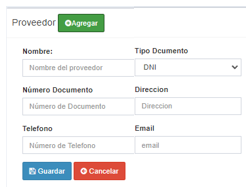 Proveedor Agregar
Nombre: Tipo Dcumento
Nombre del proveedor DNI
Número Documento Direccion
Número de Documento Direccion
Telefono Email
Número de Telefono email
Guardar Cancelar